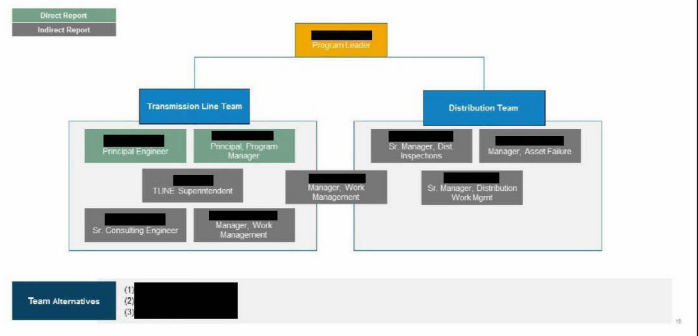 Direct Report
Indirect Report
Program Leader
Transmission Line Team
Distribution Team
Principal Engineer
Principal, Program
Manager
Sr. Manager, Dist
Inspections
Manager, Asset Failure
TLINE Superintendent
Manager, Work
Management
Sr. Manager, Distribution
Work Mgmt
Sr. Consulting Engineer
Manager, Work
Management
Team Alternatives
(1)
(2)
(3)